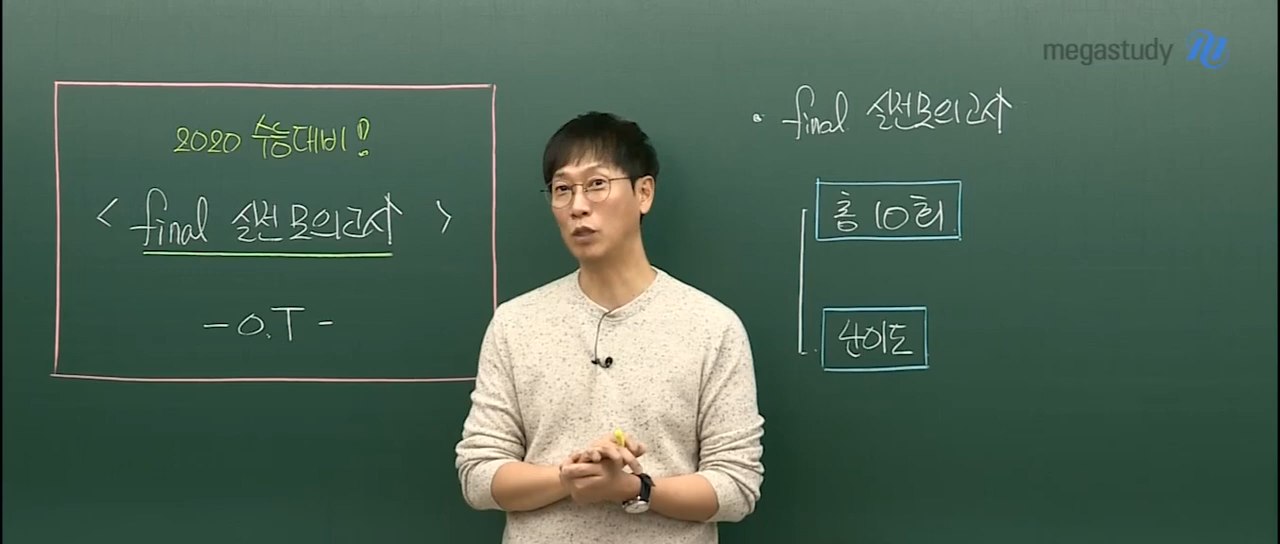 2020 수능대비!
< final 실전모의고사 >
- O.T -
megastudy
• final 실전모의고사
총 10회
난이도